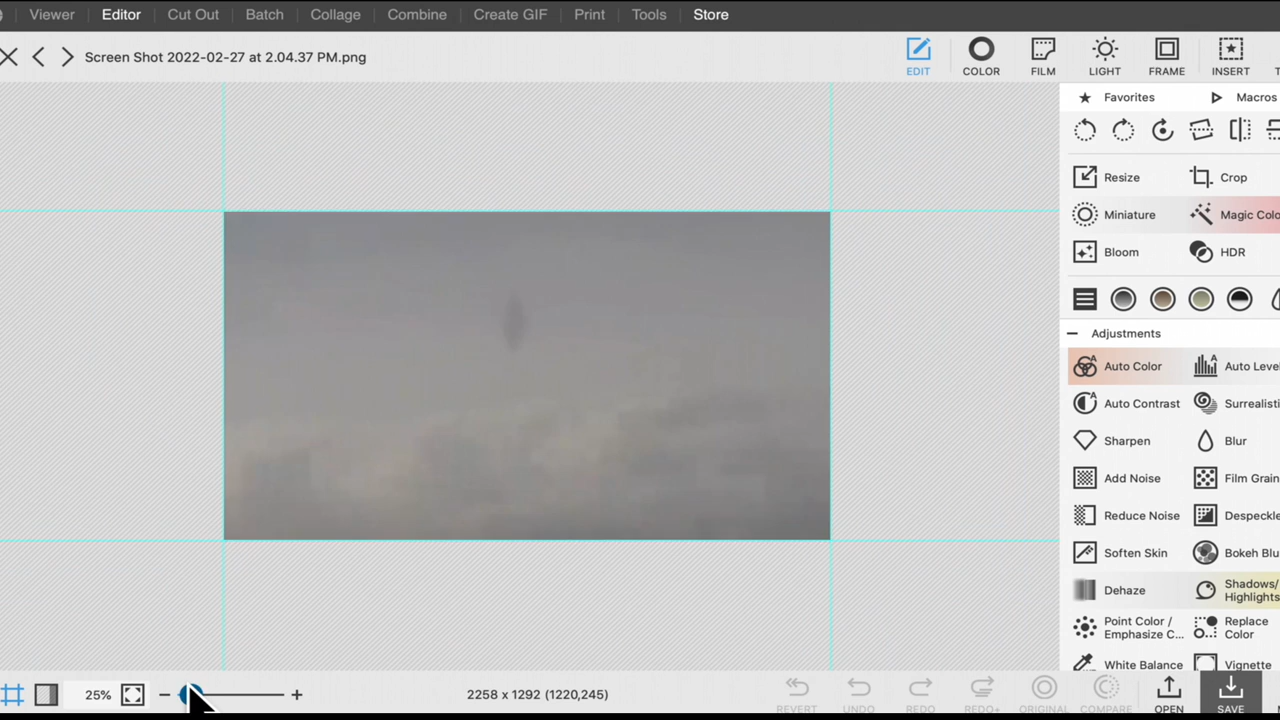 Viewer Editor Cut Out Batch Collage Combine Create GIF Print Tools Store
Screen Shot 2022-02-27 at 2.04.37 PM.png
EDIT COLOR FILM LIGHT FRAME INSERT
Favorites Macros
Resize Crop
Miniature Magic Colo
Bloom HDR
Adjustments
Auto Color Auto Leve
Auto Contrast Surrealisti
Sharpen Blur
Add Noise Film Grain
Reduce Noise Despeckle
Soften Skin Bokeh Blu
Dehaze Shadows/
Highlights
Point Color / Replace
Emphasize C... Color
White Balance Vignette
25% 2258 x 1292 (1220,245)
REVERT UNDO REDO REDO+ ORIGINAL COMPARE OPEN SAVE